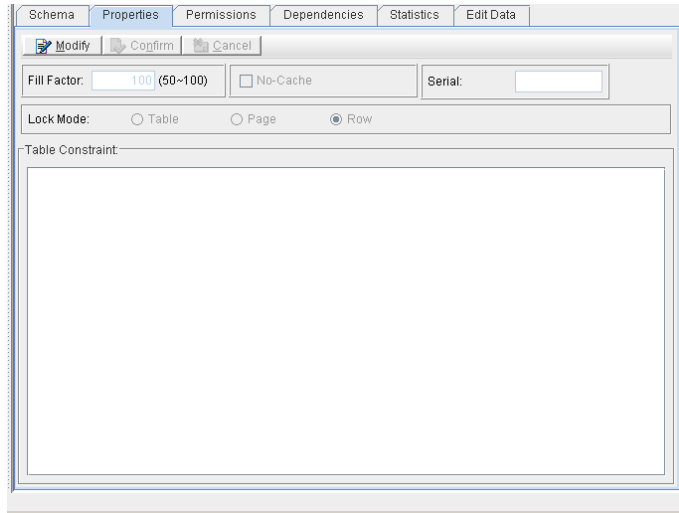 Schema Properties Permissions Dependencies Statistics Edit Data
Modify Confirm Cancel
Fill Factor: 100 (50~100) No-Cache Serial:
Lock Mode: Table Page Row
Table Constraint: